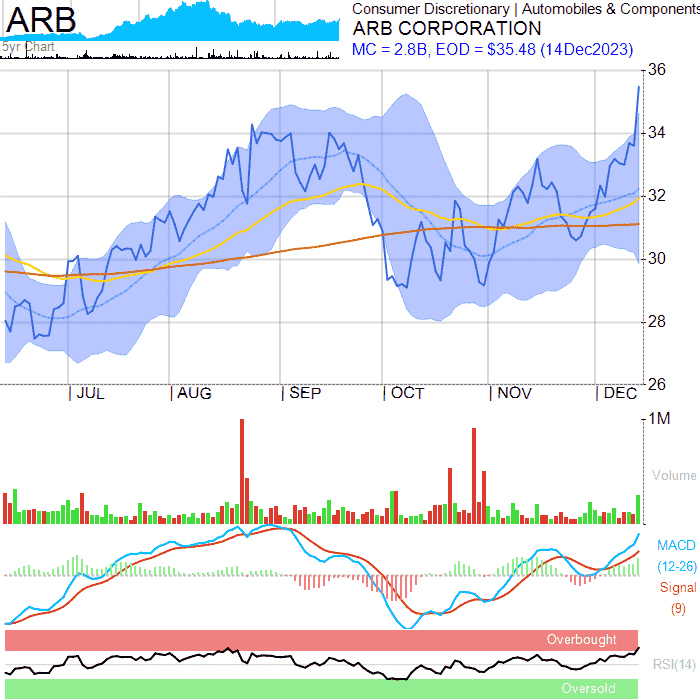 ARB
5yr Chart
Consumer Discretionary | Automobiles & Components
ARB CORPORATION
MC = 2.8B, EOD = $35.48 (14Dec2023)
36
34
32
30
28
26
| JUL | AUG | SEP | OCT | NOV | DEC
1M
Volume
MACD
(12-26)
Signal
(9)
Overbought
RSI(14)
Oversold